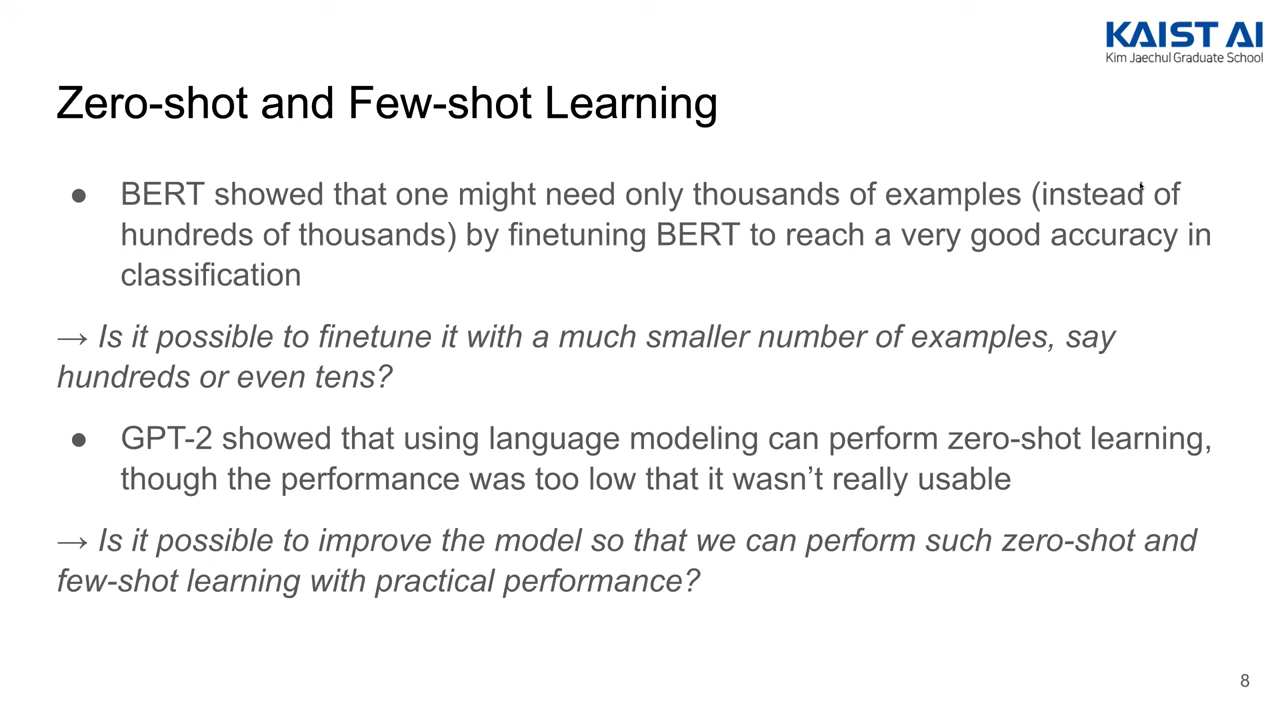 KAIST AI
Kim Jaechul Graduate School
Zero-shot and Few-shot Learning
● BERT showed that one might need only thousands of examples (instead of
hundreds of thousands) by finetuning BERT to reach a very good accuracy in
classification
→ Is it possible to finetune it with a much smaller number of examples, say
hundreds or even tens?
● GPT-2 showed that using language modeling can perform zero-shot learning,
though the performance was too low that it wasn’t really usable
→ Is it possible to improve the model so that we can perform such zero-shot and
few-shot learning with practical performance?
8